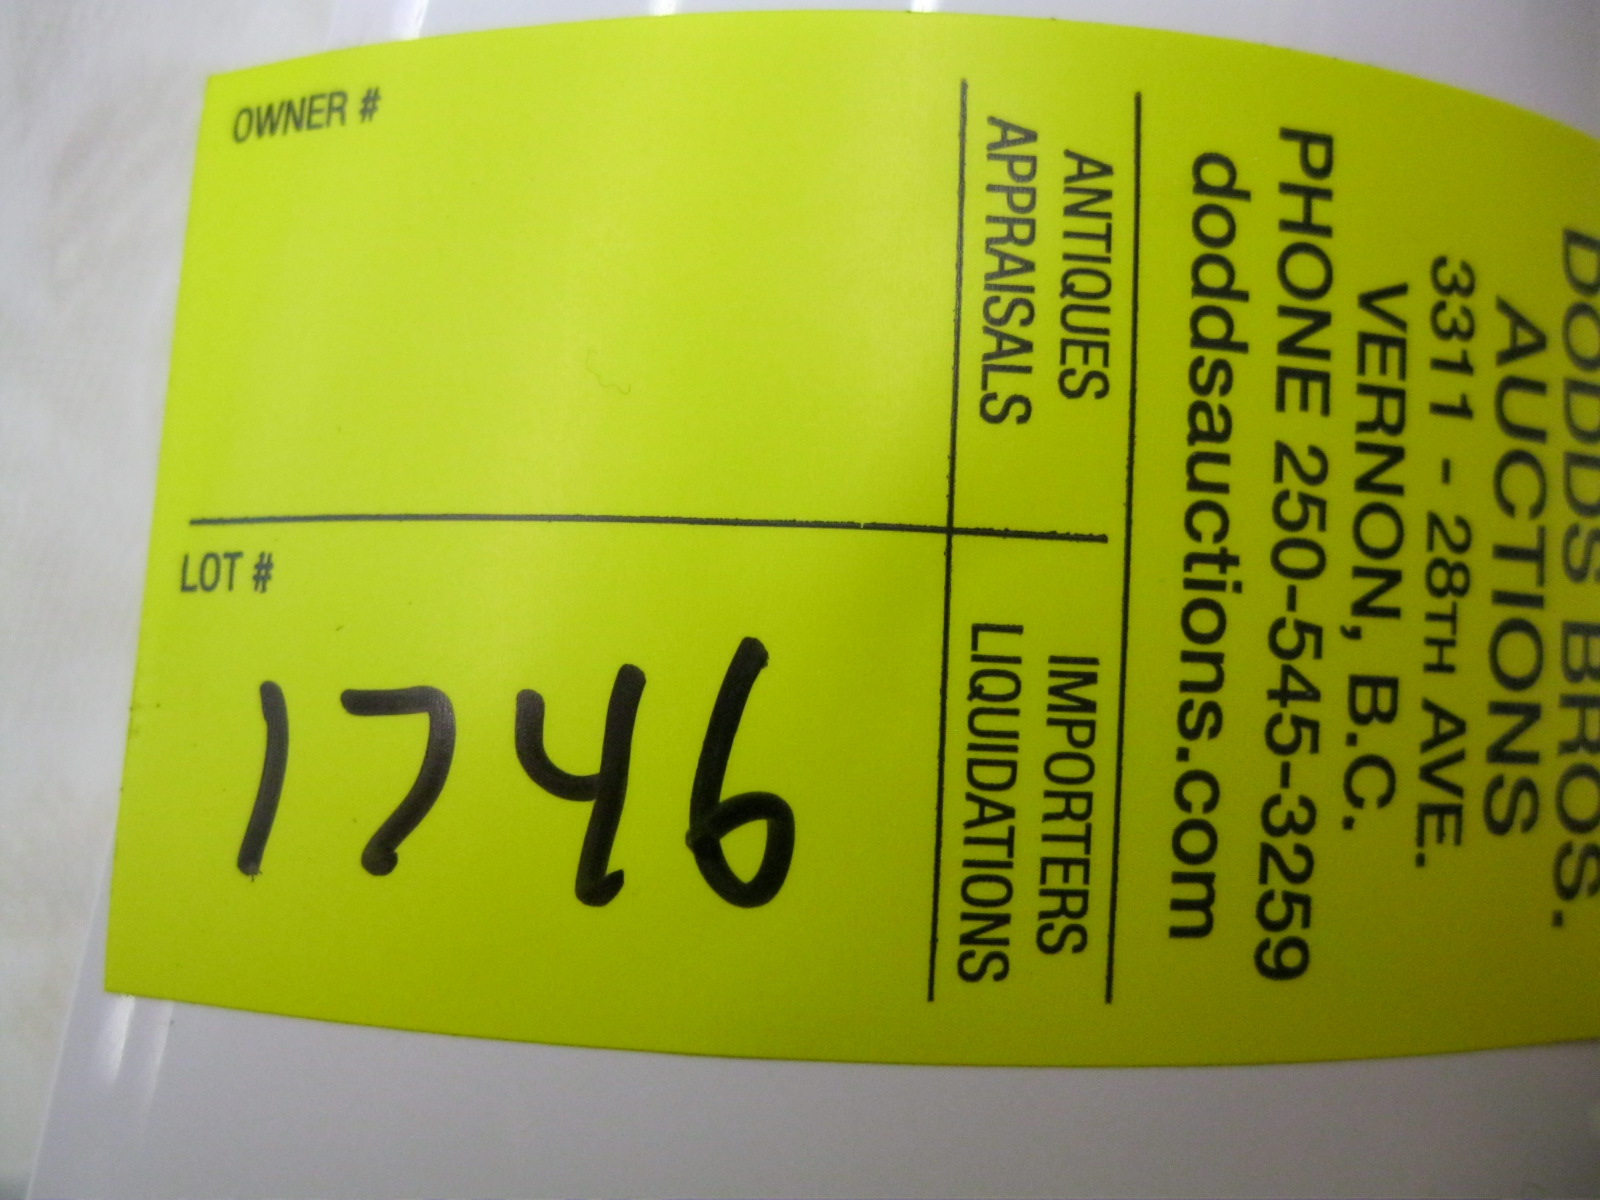 DODDS BROS.
AUCTIONS
3311 - 28TH AVE.
VERNON, B.C.
PHONE 250-545-3259
doddsauctions.com
ANTIQUES
APPRAISALS
IMPORTERS
LIQUIDATIONS
OWNER #
LOT #
1746